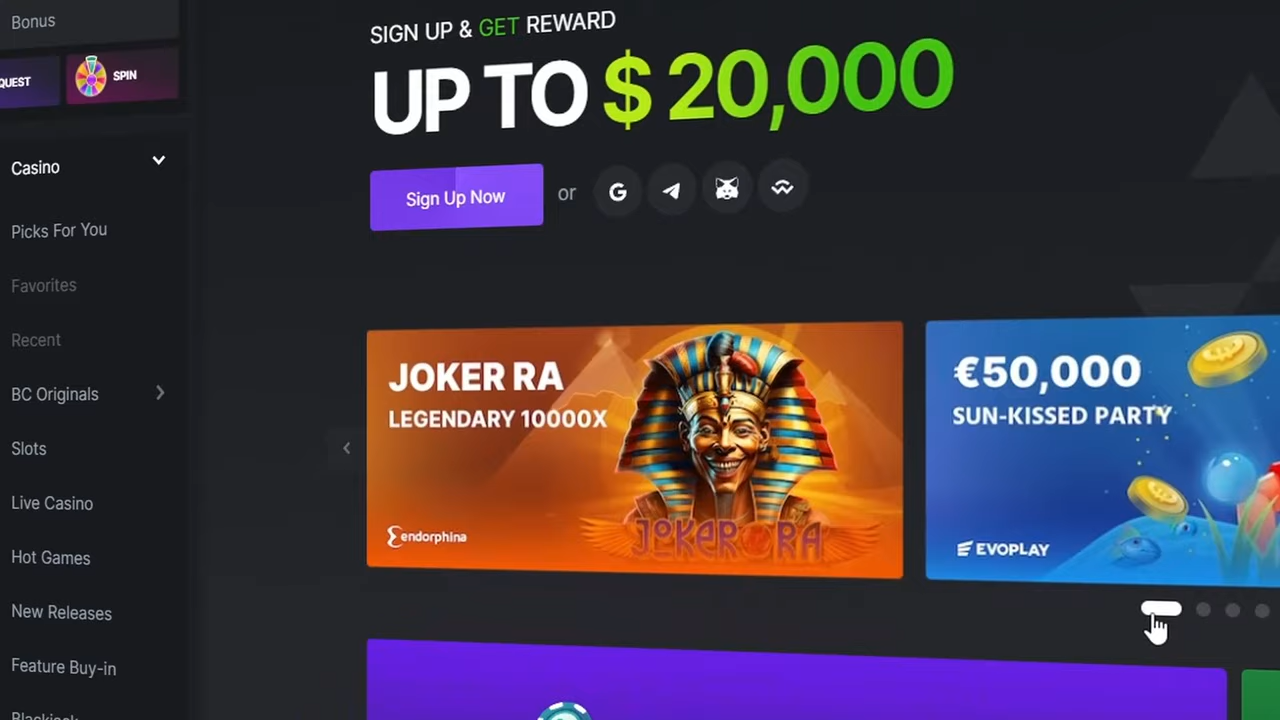 Bonus
QUEST
SPIN
Casino
Picks For You
Favorites
Recent
BC Originals
Slots
Live Casino
Hot Games
New Releases
Feature Buy-in
Blackjack
SIGN UP & GET REWARD
UP TO $ 20,000
Sign Up Now
or
G
JOKER RA
LEGENDARY 10000X
endorphina
JOKER RA
€50,000
SUN-KISSED PARTY
EVOPLAY